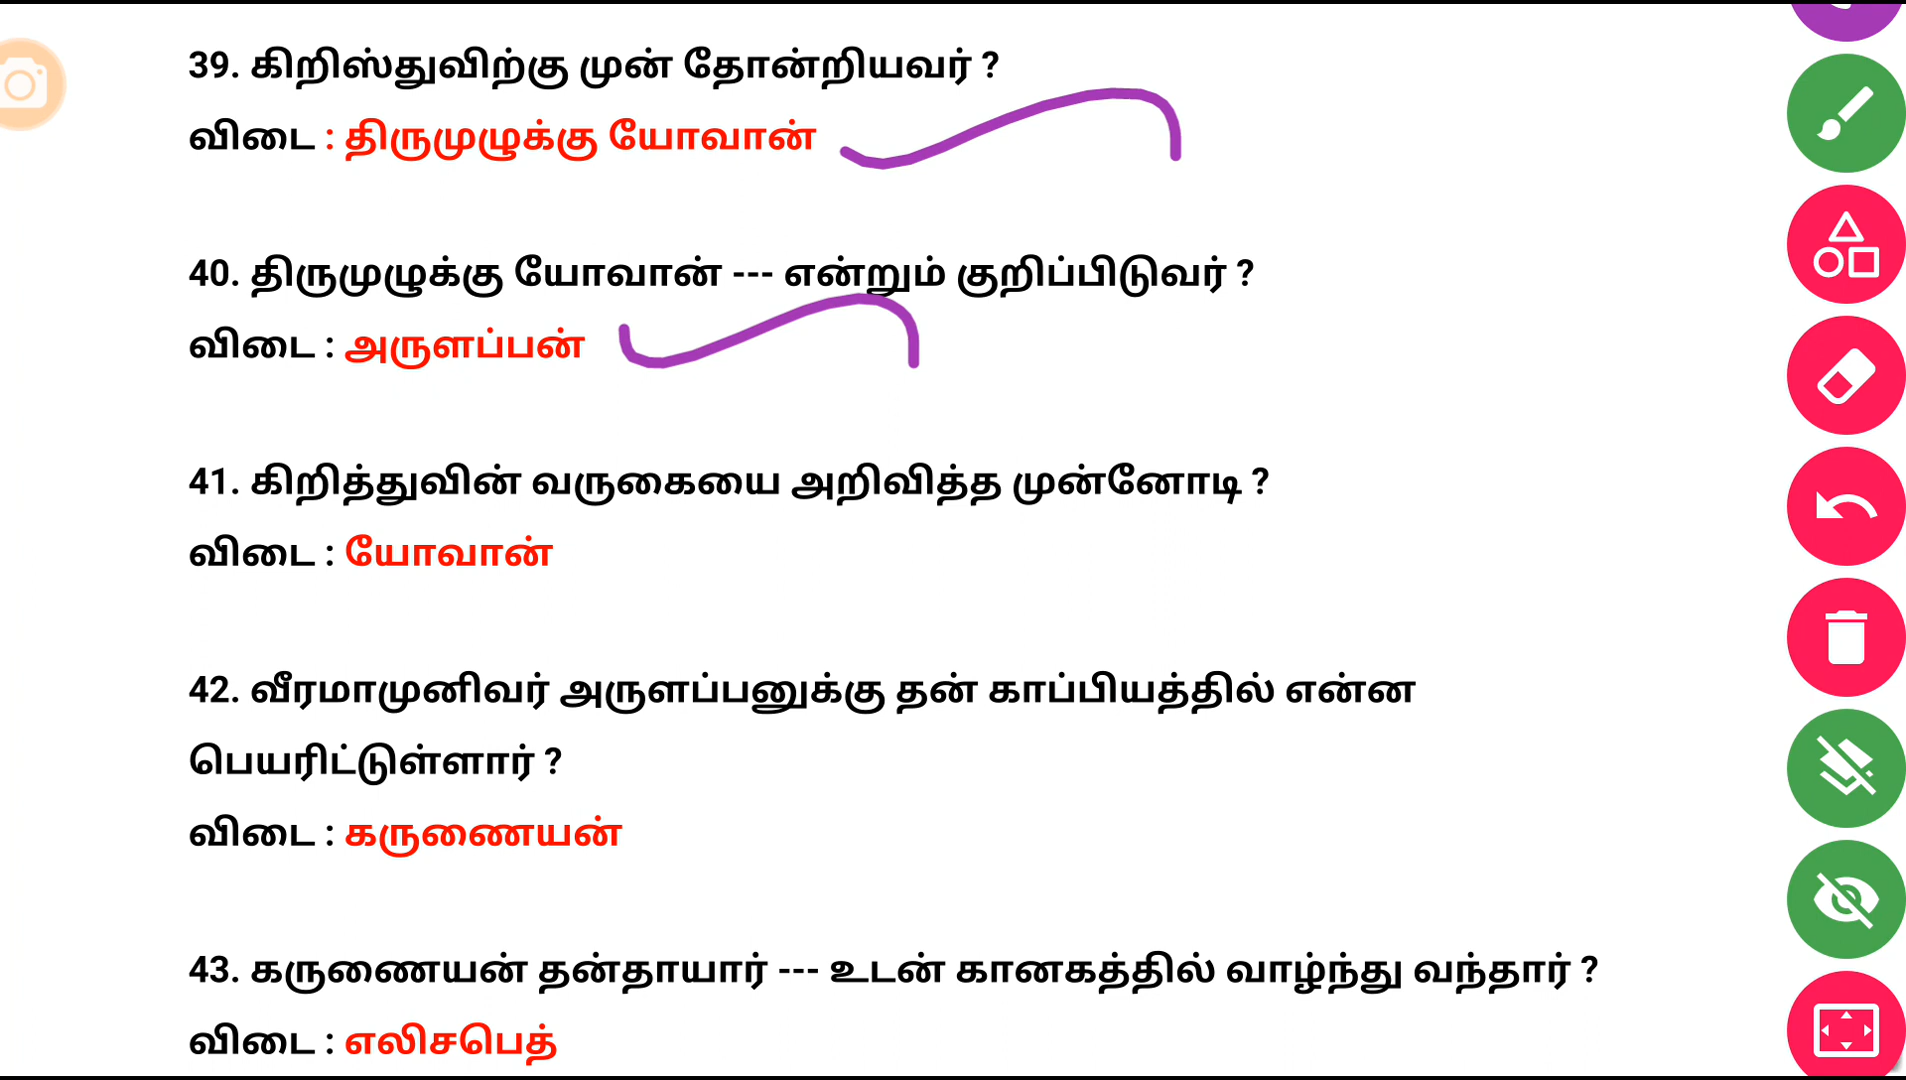 39. கிறிஸ்துவிற்கு முன் தோன்றியவர் ?
விடை : திருமுழுக்கு யோவான்
40. திருமுழுக்கு யோவான் --- என்றும் குறிப்பிடுவர் ?
விடை : அருளப்பன்
41. கிறித்துவின் வருகையை அறிவித்த முன்னோடி ?
விடை : யோவான்
42. வீரமாமுனிவர் அருளப்பனுக்கு தன் காப்பியத்தில் என்ன
பெயரிட்டுள்ளார் ?
விடை : கருணையன்
43. கருணையன் தன்தாயார் --- உடன் கானகத்தில் வாழ்ந்து வந்தார் ?
விடை : எலிசபெத்